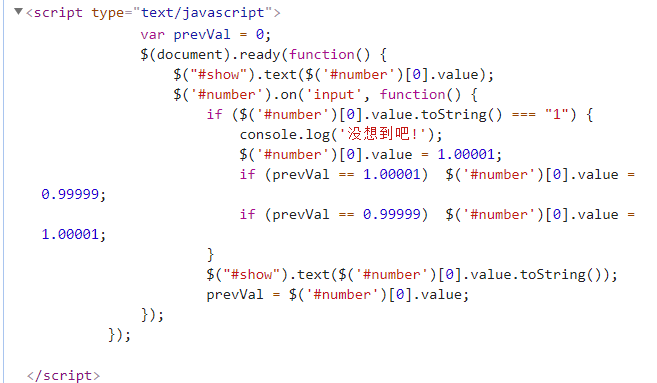 ▼<script type="text/javascript">
var prevVal = 0;
$(document).ready(function() {
$("#show").text($('#number')[0].value);
$('#number').on('input', function() {
if ($('#number')[0].value.toString() === "1") {
console.log('没想到吧!');
$('#number')[0].value = 1.00001;
if (prevVal == 1.00001)  $('#number')[0].value =
0.99999;
if (prevVal == 0.99999)  $('#number')[0].value =
1.00001;
}
$("#show").text($('#number')[0].value.toString());
prevVal = $('#number')[0].value;
});
});
</script>